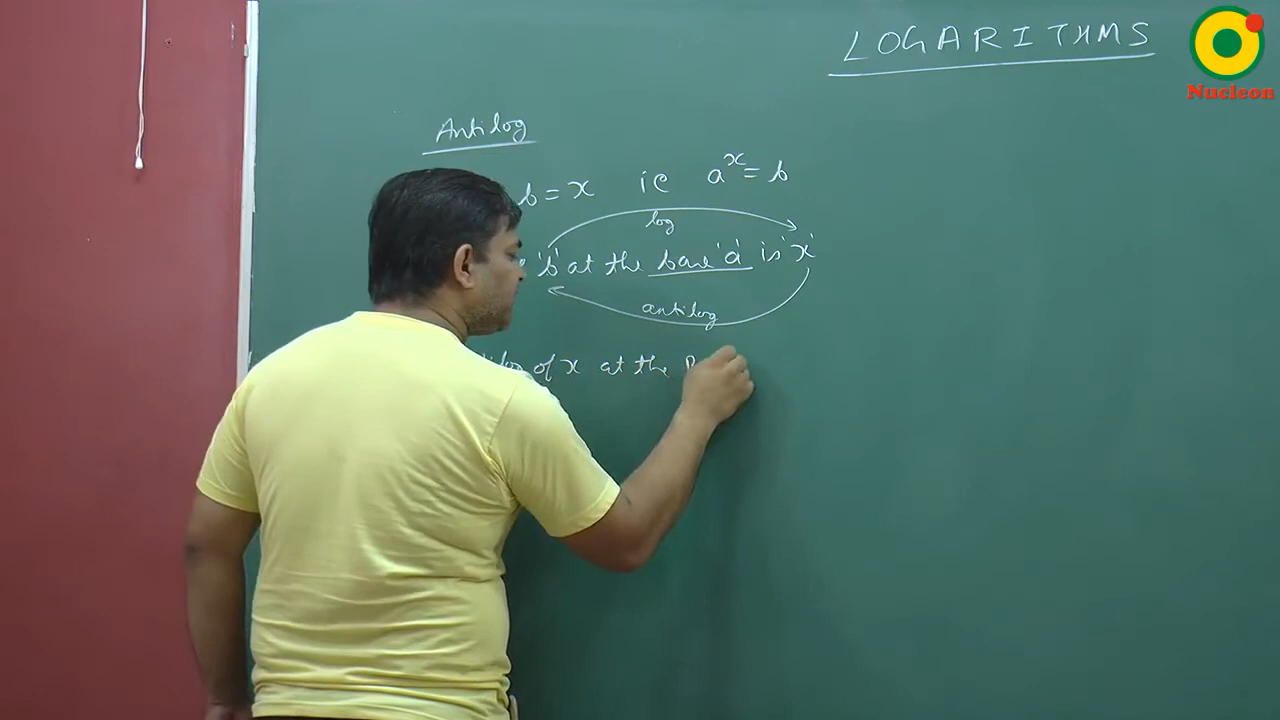 LOGARITHMS
Nucleon
Antilog
b = x ie a^x = b
log
'b' at the base 'a' is 'x'
antilog
of x at the